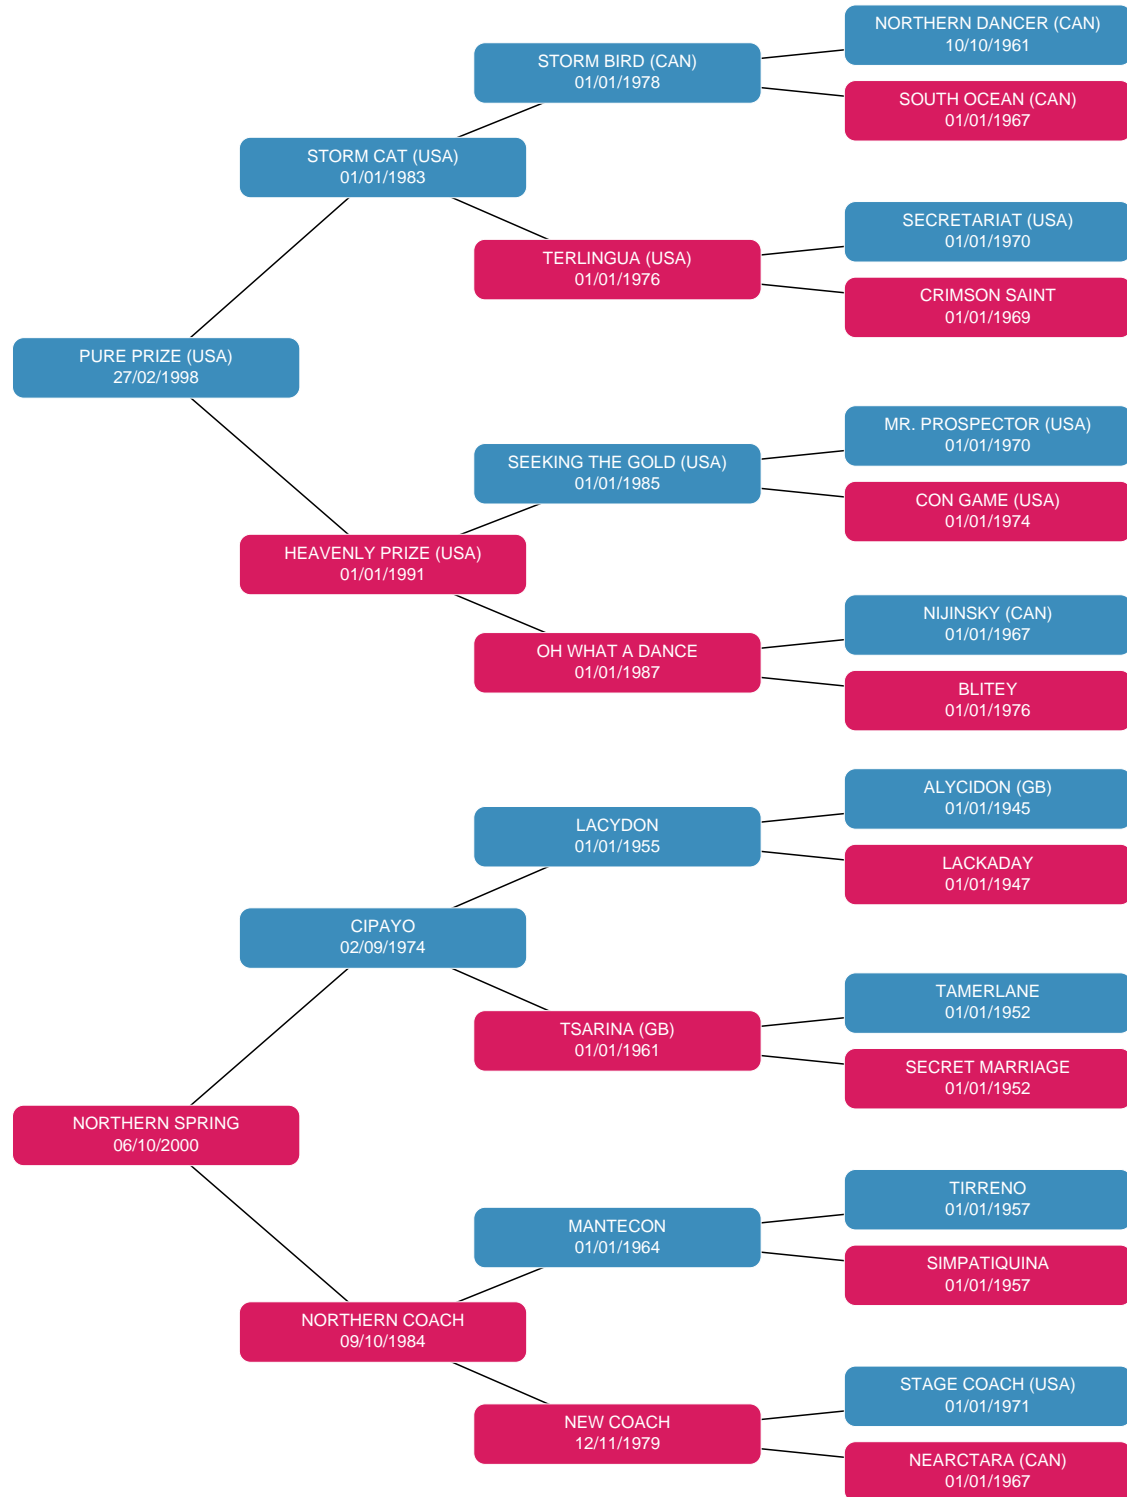 NORTHERN DANCER (CAN)
10/10/1961
STORM BIRD (CAN)
01/01/1978
SOUTH OCEAN (CAN)
01/01/1967
STORM CAT (USA)
01/01/1983
SECRETARIAT (USA)
01/01/1970
TERLINGUA (USA)
01/01/1976
CRIMSON SAINT
01/01/1969
PURE PRIZE (USA)
27/02/1998
MR. PROSPECTOR (USA)
01/01/1970
SEEKING THE GOLD (USA)
01/01/1985
CON GAME (USA)
01/01/1974
HEAVENLY PRIZE (USA)
01/01/1991
NIJINSKY (CAN)
01/01/1967
OH WHAT A DANCE
01/01/1987
BLITEY
01/01/1976
ALYCIDON (GB)
01/01/1945
LACYDON
01/01/1955
LACKADAY
01/01/1947
CIPAYO
02/09/1974
TAMERLANE
01/01/1952
TSARINA (GB)
01/01/1961
SECRET MARRIAGE
01/01/1952
NORTHERN SPRING
06/10/2000
TIRRENO
01/01/1957
MANTECON
01/01/1964
SIMPATIQUINA
01/01/1957
NORTHERN COACH
09/10/1984
STAGE COACH (USA)
01/01/1971
NEW COACH
12/11/1979
NEARCTARA (CAN)
01/01/1967